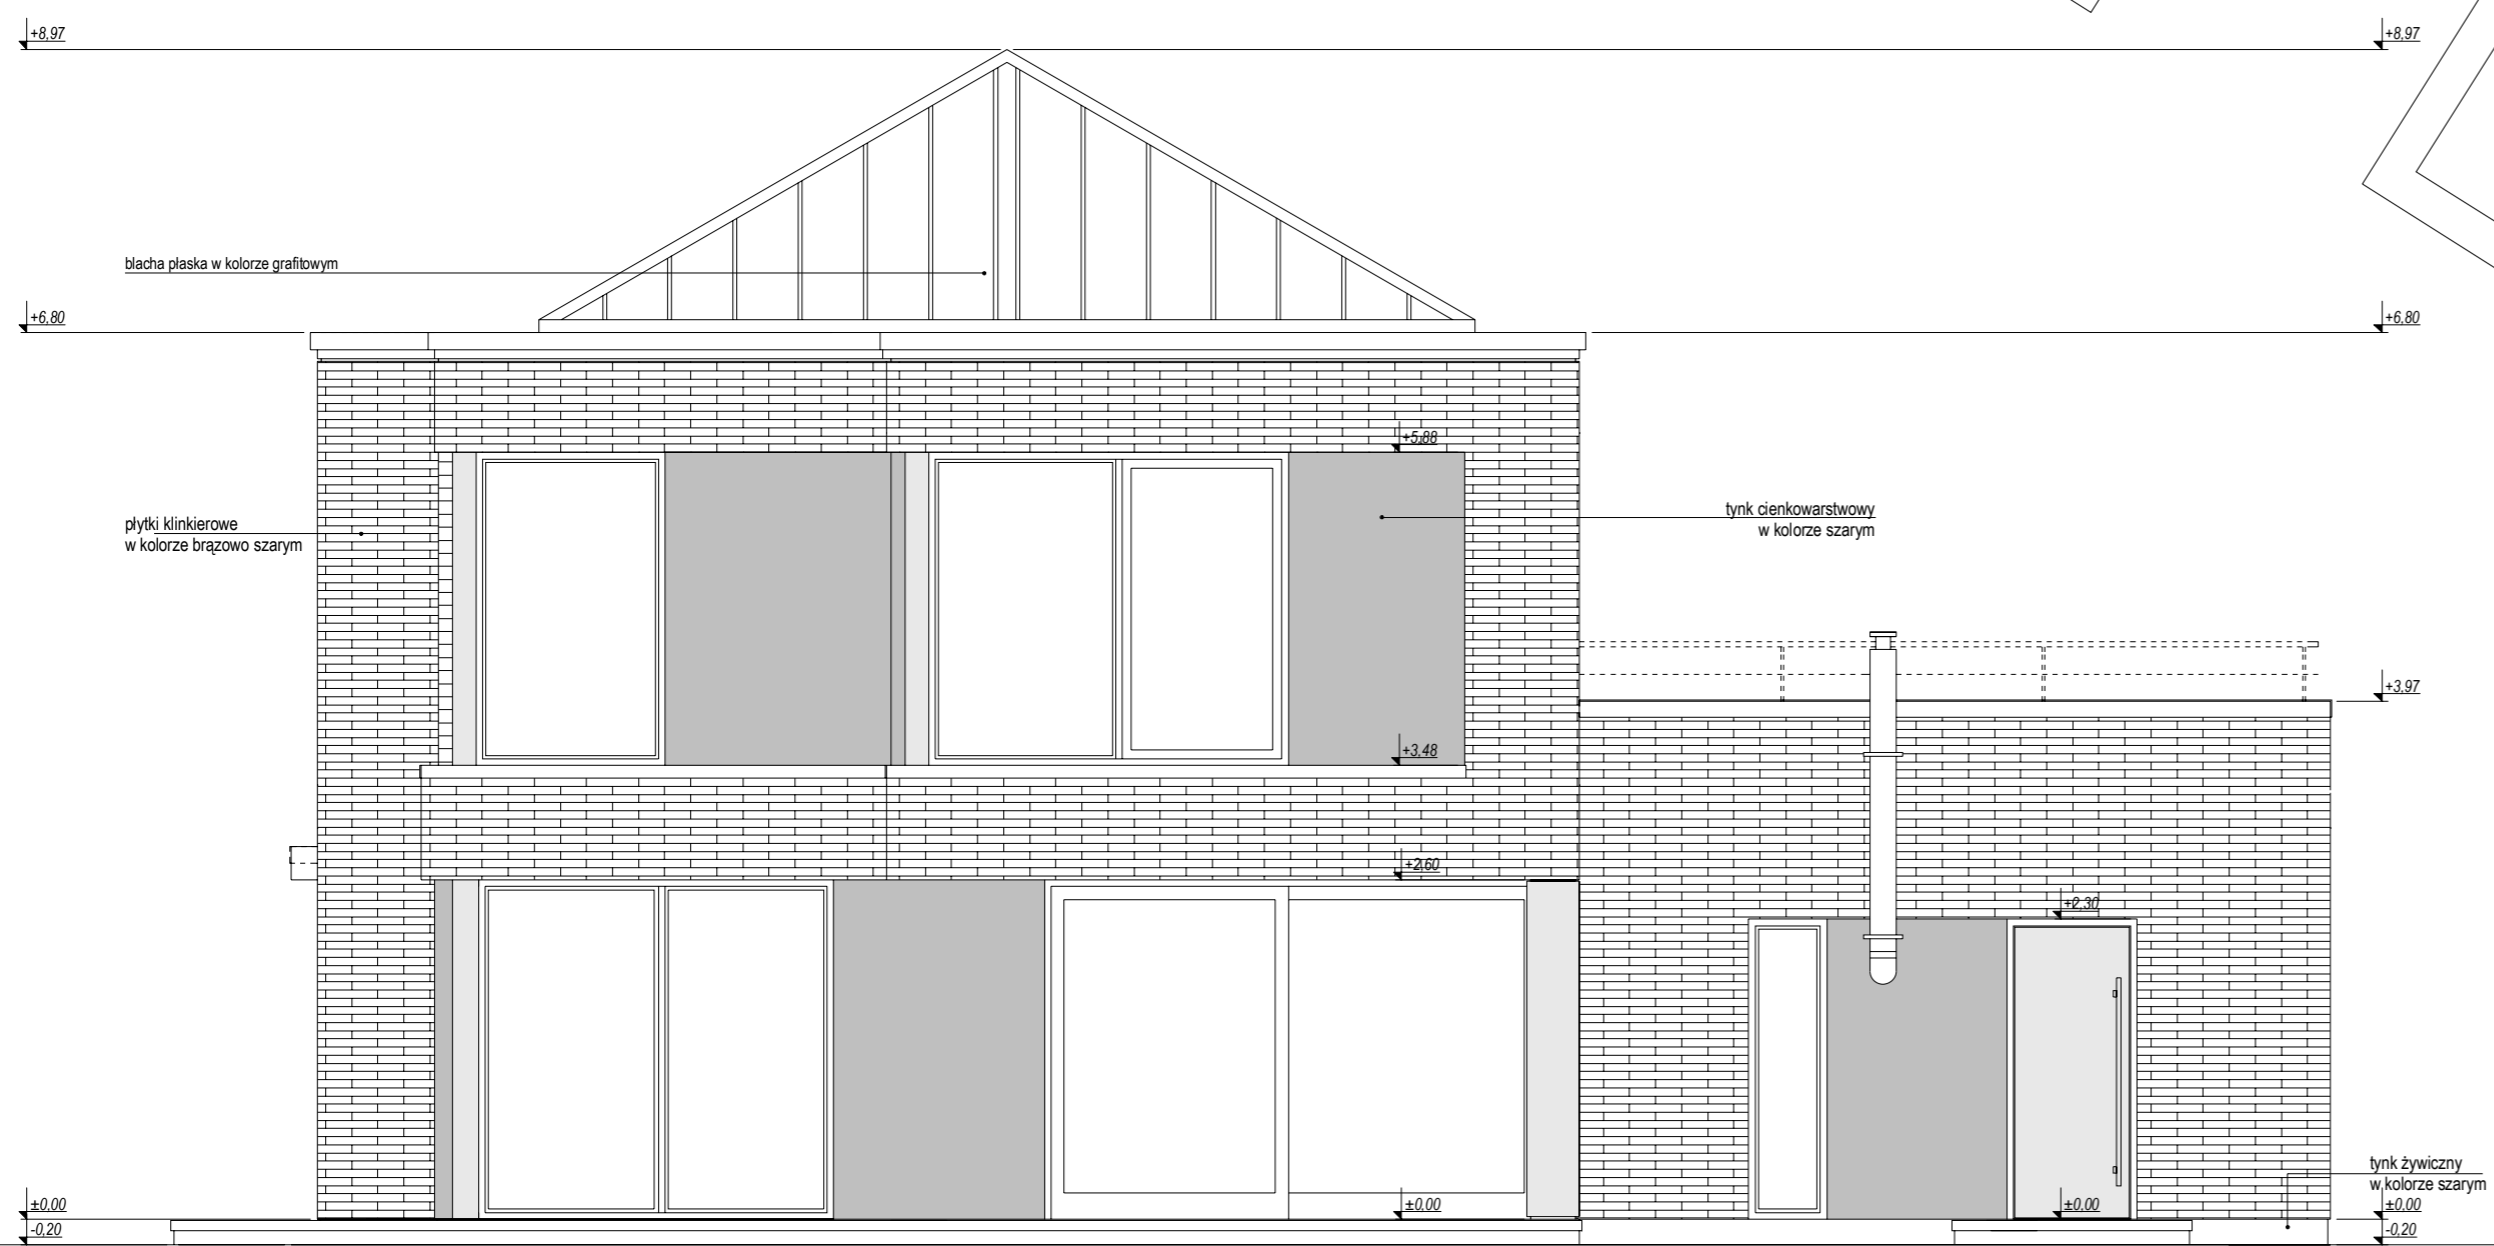 +8,97
+8,97
blacha płaska w kolorze grafitowym
+6,80
+6,80
+5,88
płytki klinkierowe
w kolorze brązowo szarym
tynk cienkowarstwowy
w kolorze szarym
+3,97
+3,48
+2,60
+2,30
tynk żywiczny
w kolorze szarym
±0,00
±0,00
±0,00
±0,00
-0,20
-0,20